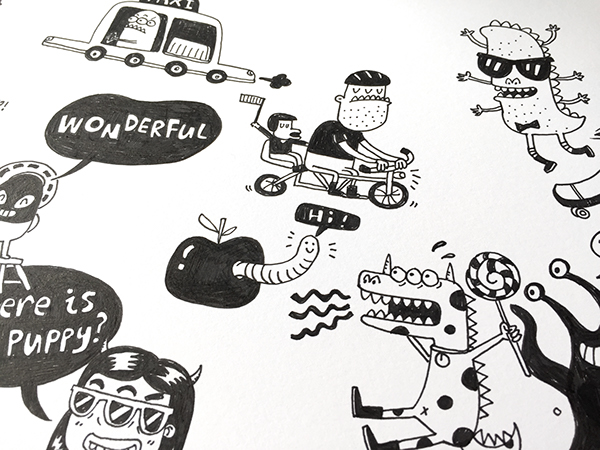 TAXI
WONDERFUL
Hi!
ere is
PUPPY?